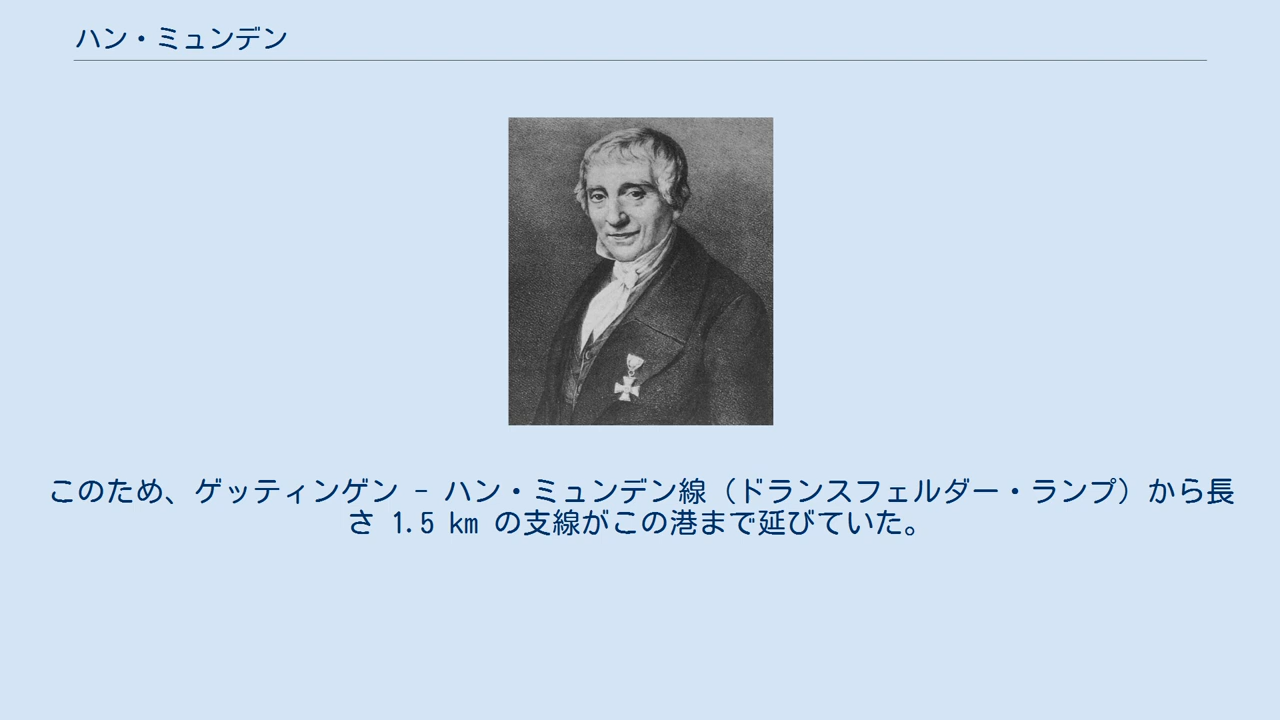 ハン・ミュンデン
このため、ゲッティンゲン - ハン・ミュンデン線（ドランスフェルダー・ランプ）から長
さ 1.5 km の支線がこの港まで延びていた。